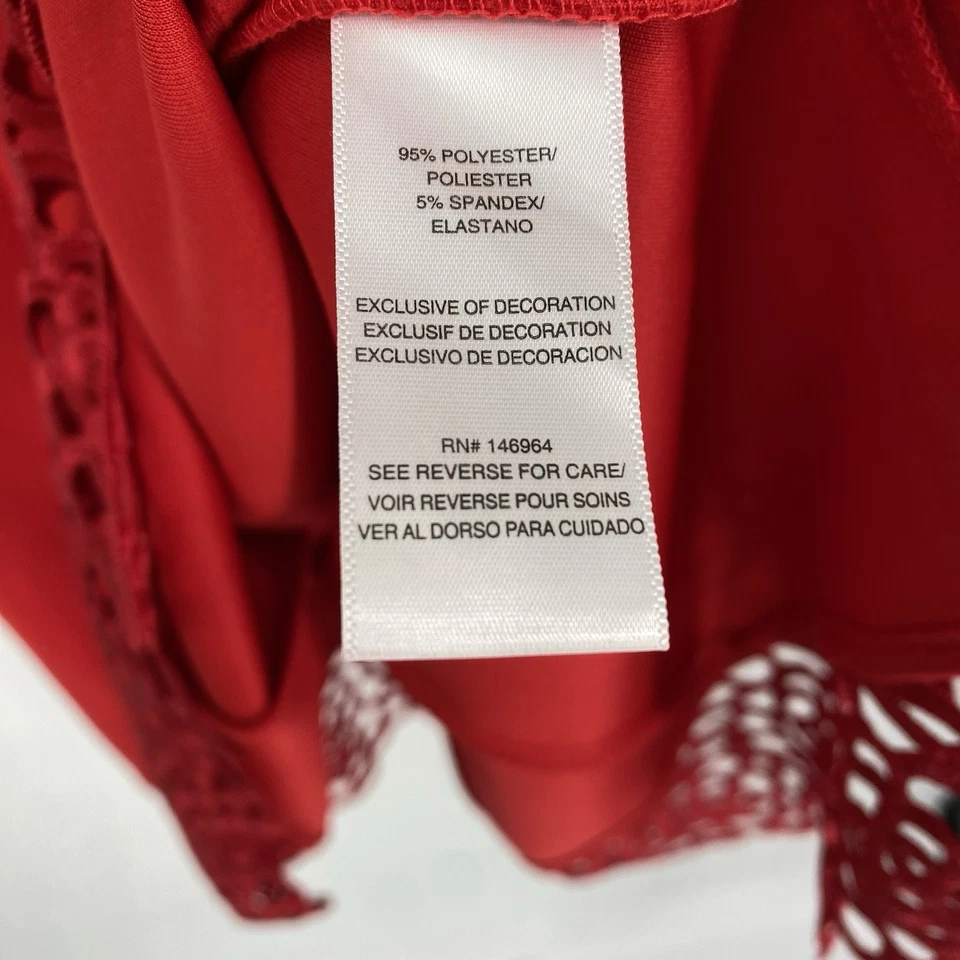 95% POLYESTER/
POLIESTER
5% SPANDEX/
ELASTANO
EXCLUSIVE OF DECORATION
EXCLUSIF DE DECORATION
EXCLUSIVO DE DECORACION
RN# 146964
SEE REVERSE FOR CARE/
VOIR REVERSE POUR SOINS
VER AL DORSO PARA CUIDADO